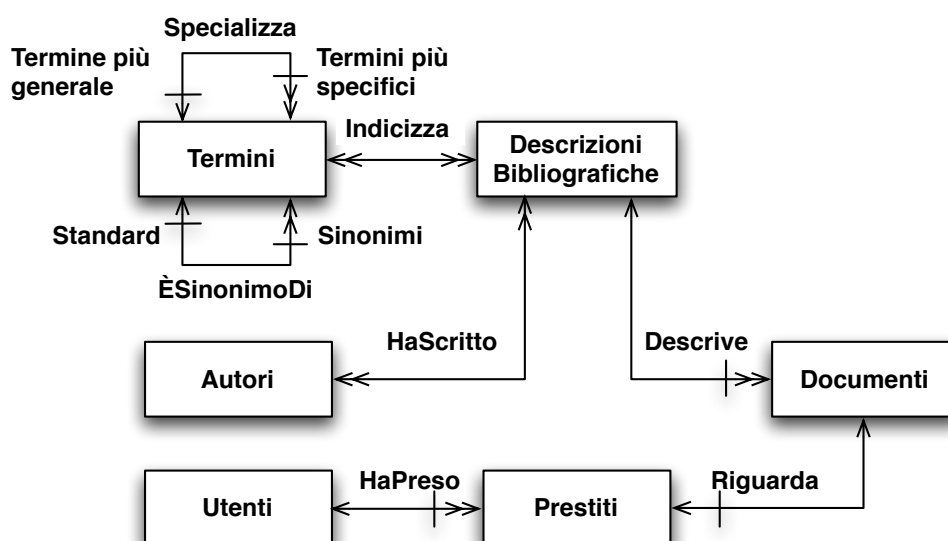 Specializza
Termine più
generale
Termini più
specifici
Indicizza
Termini
Descrizioni
Bibliografiche
Standard
Sinonimi
ÈSinonimoDi
HaScritto
Descrive
Autori
Documenti
HaPreso
Riguarda
Utenti
Prestiti